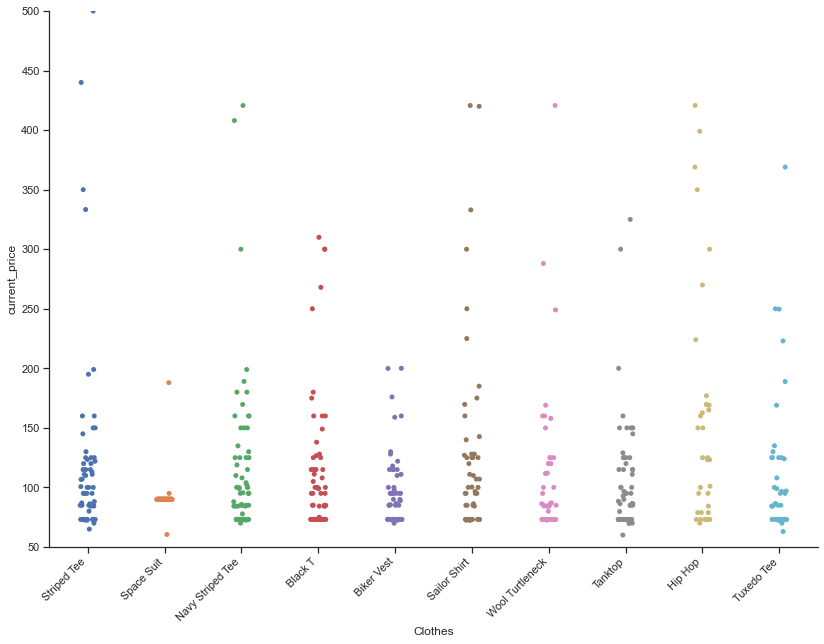 500
450
400
350
300
250
200
150
100
50
current_price
Striped Tee
Space Suit
Navy Striped Tee
Black T
Biker Vest
Sailor Shirt
Wool Turtleneck
Tanktop
Hip Hop
Tuxedo Tee
Clothes